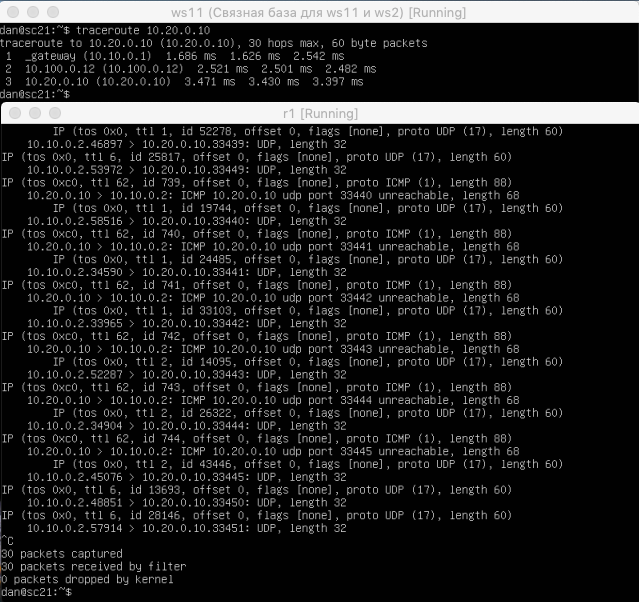 ws11 (Связная база для ws11 и ws2) [Running]
dan@sc21:~$ traceroute 10.20.0.10
traceroute to 10.20.0.10 (10.20.0.10), 30 hops max, 60 byte packets
1 _gateway (10.10.0.1) 1.686 ms 1.626 ms 2.542 ms
2 10.100.0.12 (10.100.0.12) 2.521 ms 2.501 ms 2.482 ms
3 10.20.0.10 (10.20.0.10) 3.471 ms 3.430 ms 3.397 ms
dan@sc21:~$
r1 [Running]
IP (tos 0x0, ttl 1, id 52278, offset 0, flags [none], proto UDP (17), length 60)
10.10.0.2.46897 > 10.20.0.10.33439: UDP, length 32
IP (tos 0x0, ttl 6, id 25817, offset 0, flags [none], proto UDP (17), length 60)
10.10.0.2.53972 > 10.20.0.10.33449: UDP, length 32
IP (tos 0xc0, ttl 62, id 739, offset 0, flags [none], proto ICMP (1), length 88)
10.20.0.10 > 10.10.0.2: ICMP 10.20.0.10 udp port 33440 unreachable, length 68
IP (tos 0x0, ttl 1, id 19744, offset 0, flags [none], proto UDP (17), length 60)
10.10.0.2.58516 > 10.20.0.10.33440: UDP, length 32
IP (tos 0xc0, ttl 62, id 740, offset 0, flags [none], proto ICMP (1), length 88)
10.20.0.10 > 10.10.0.2: ICMP 10.20.0.10 udp port 33441 unreachable, length 68
IP (tos 0x0, ttl 1, id 24485, offset 0, flags [none], proto UDP (17), length 60)
10.10.0.2.34590 > 10.20.0.10.33441: UDP, length 32
IP (tos 0xc0, ttl 62, id 741, offset 0, flags [none], proto ICMP (1), length 88)
10.20.0.10 > 10.10.0.2: ICMP 10.20.0.10 udp port 33442 unreachable, length 68
IP (tos 0x0, ttl 1, id 33103, offset 0, flags [none], proto UDP (17), length 60)
10.10.0.2.33965 > 10.20.0.10.33442: UDP, length 32
IP (tos 0xc0, ttl 62, id 742, offset 0, flags [none], proto ICMP (1), length 88)
10.20.0.10 > 10.10.0.2: ICMP 10.20.0.10 udp port 33443 unreachable, length 68
IP (tos 0x0, ttl 2, id 14095, offset 0, flags [none], proto UDP (17), length 60)
10.10.0.2.52287 > 10.20.0.10.33443: UDP, length 32
IP (tos 0xc0, ttl 62, id 743, offset 0, flags [none], proto ICMP (1), length 88)
10.20.0.10 > 10.10.0.2: ICMP 10.20.0.10 udp port 33444 unreachable, length 68
IP (tos 0x0, ttl 2, id 26322, offset 0, flags [none], proto UDP (17), length 60)
10.10.0.2.34904 > 10.20.0.10.33444: UDP, length 32
IP (tos 0xc0, ttl 62, id 744, offset 0, flags [none], proto ICMP (1), length 88)
10.20.0.10 > 10.10.0.2: ICMP 10.20.0.10 udp port 33445 unreachable, length 68
IP (tos 0x0, ttl 2, id 43446, offset 0, flags [none], proto UDP (17), length 60)
10.10.0.2.45076 > 10.20.0.10.33445: UDP, length 32
IP (tos 0x0, ttl 6, id 13693, offset 0, flags [none], proto UDP (17), length 60)
10.10.0.2.48851 > 10.20.0.10.33450: UDP, length 32
IP (tos 0x0, ttl 6, id 28146, offset 0, flags [none], proto UDP (17), length 60)
10.10.0.2.57914 > 10.20.0.10.33451: UDP, length 32
^C
30 packets captured
30 packets received by filter
0 packets dropped by kernel
dan@sc21:~$